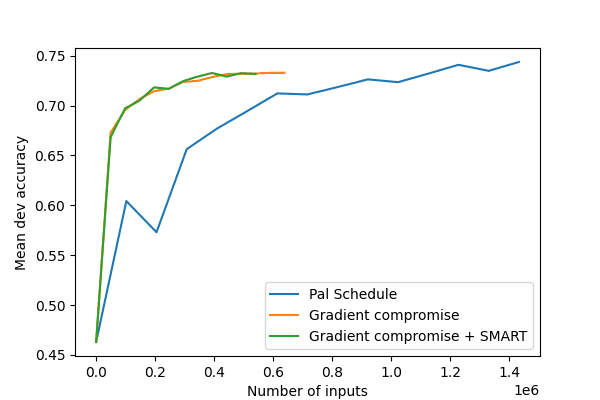 0.75
0.70
0.65
0.60
0.55
0.50
0.45
Mean dev accuracy
Pal Schedule
Gradient compromise
Gradient compromise + SMART
0.0 0.2 0.4 0.6 0.8 1.0 1.2 1.4
1e6
Number of inputs